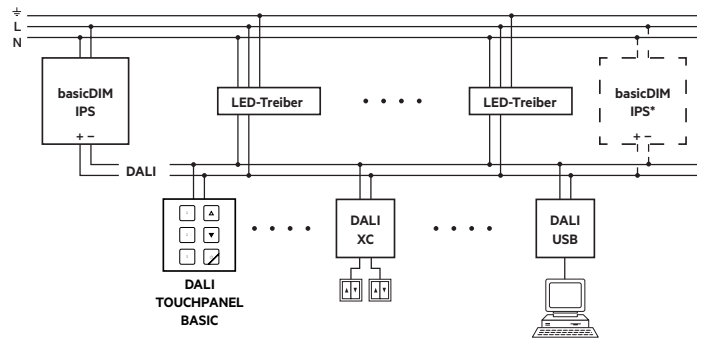 L
N
basicDIM
IPS
+ −
LED-Treiber
LED-Treiber
basicDIM
IPS*
+ −
DALI
DALI
TOUCHPANEL
BASIC
DALI
XC
DALI
USB